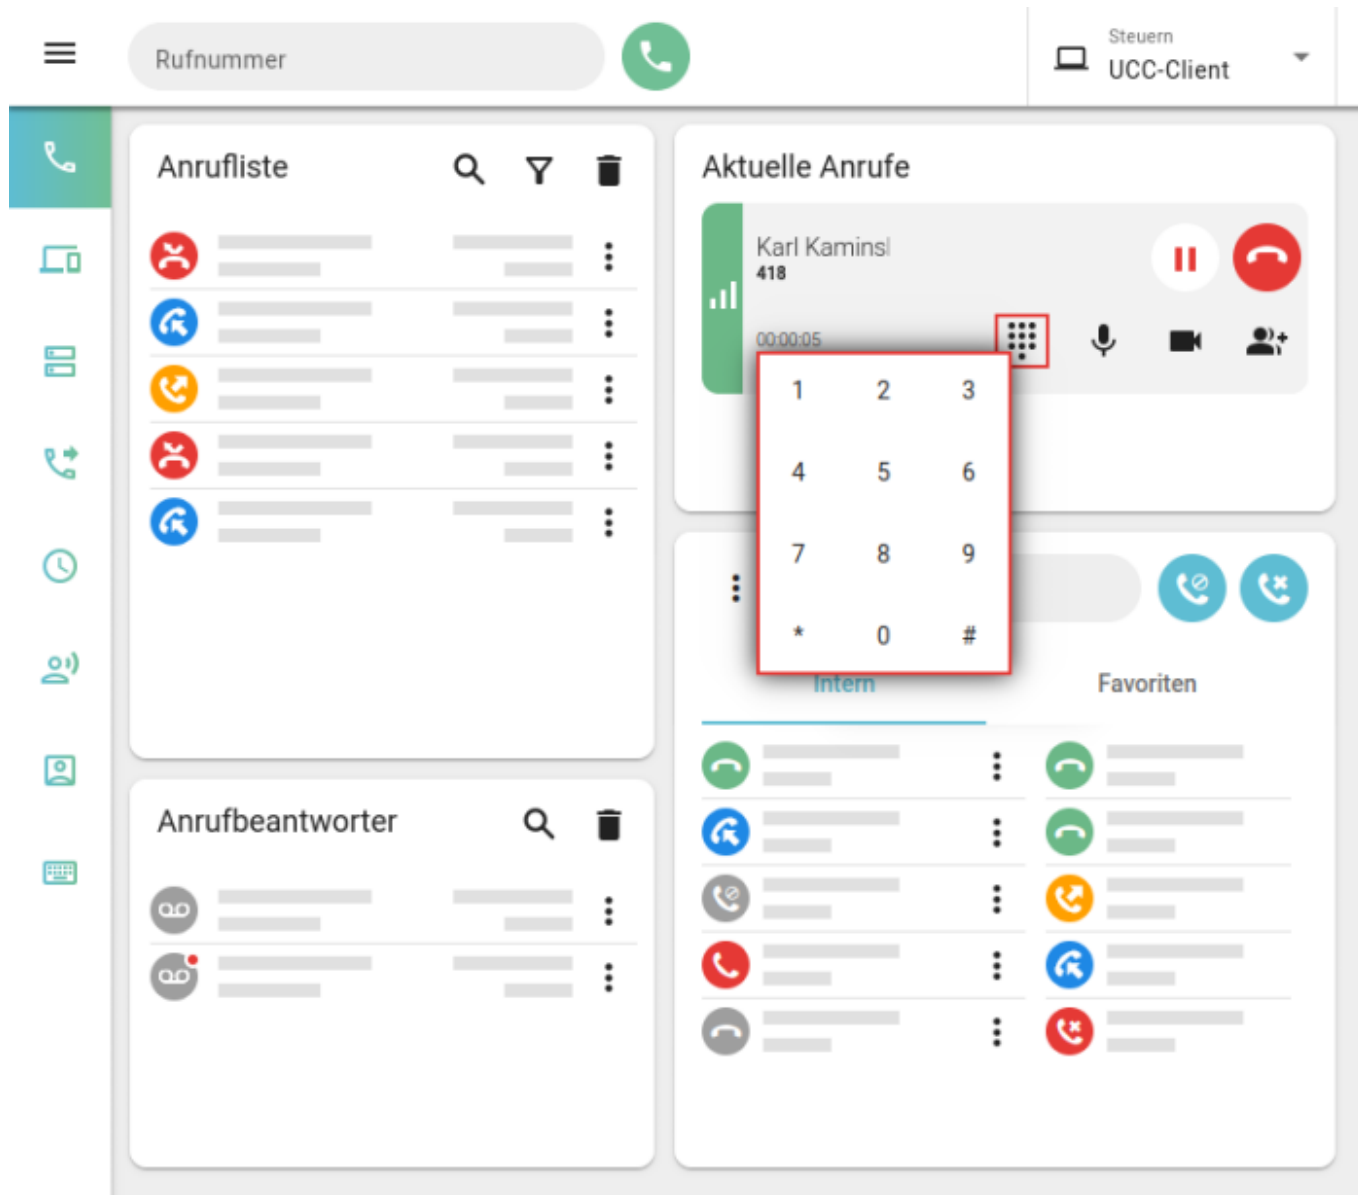 Rufnummer
Steuern
UCC-Client
Anrufliste
Aktuelle Anrufe
Karl Kamins
418
00:00:05
1 2 3
4 5 6
7 8 9
* 0 #
Intern
Favoriten
Anrufbeantworter